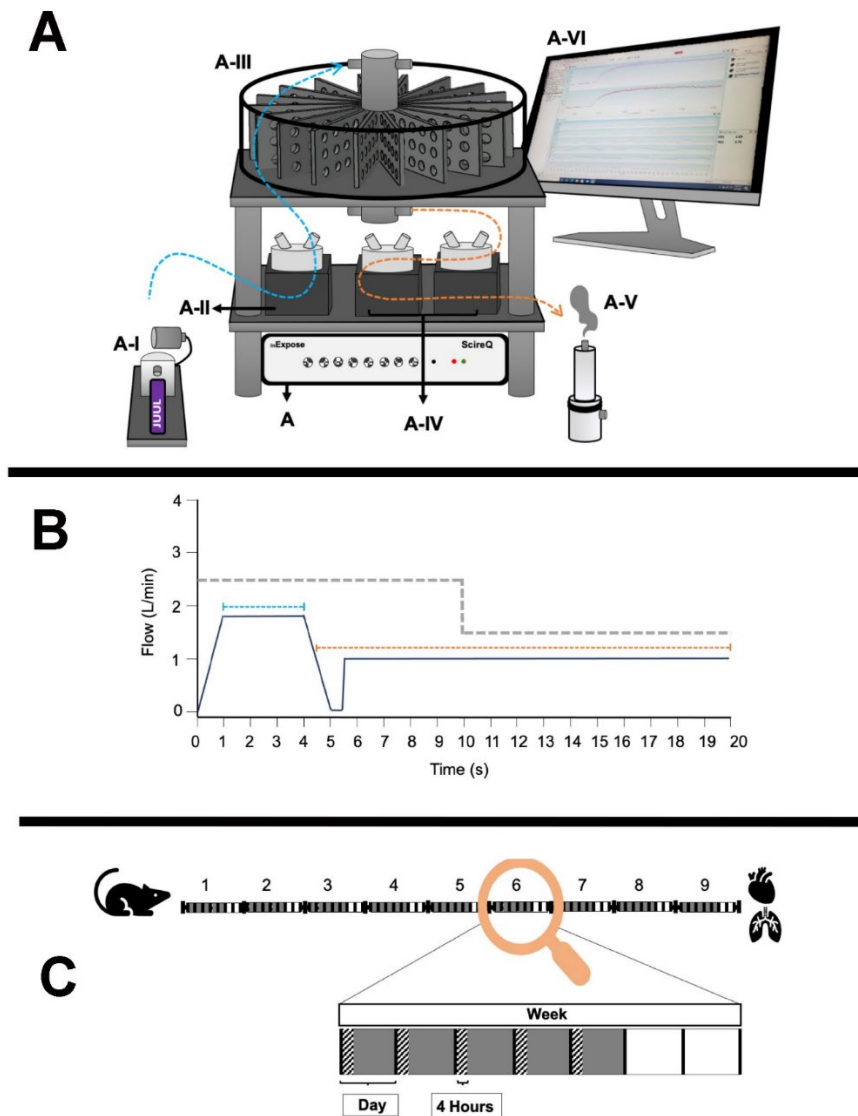 A
A-III
A-VI
A-II
A-I
JUUL
inExpose
ScireQ
A
A-IV
A-V
B
4
3
2
1
0
Flow (L/min)
0 1 2 3 4 5 6 7 8 9 10 11 12 13 14 15 16 17 18 19 20
Time (s)
1 2 3 4 5 6 7 8 9
C
Week
Day
4 Hours